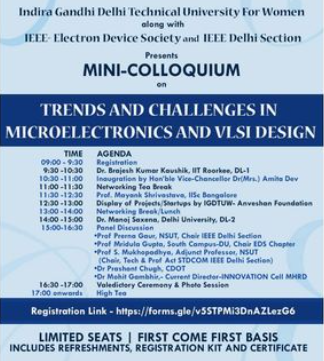 Indira Gandhi Delhi Technical University For Women
along with
IEEE- Electron Device Society and IEEE Delhi Section
Presents
MINI-COLLOQUIUM
on
TRENDS AND CHALLENGES IN
MICROELECTRONICS AND VLSI DESIGN
TIME AGENDA
09:00 - 9:30 Registration
9:30 -10:30 Dr. Brajesh Kumar Kaushik, IIT Roorkee, DL-1
10:30 -11:00 Inaugration by Hon'ble Vice-Chancellor Dr(Mrs.) Amita Dev
11:00 -11:30 Networking Tea Break
11:30 -12:30 Prof. Mayank Shrivastava, IISc Bangalore
12:30 -13:00 Display of Projects/Startups by IGDTUW- Anveshan Foundation
13:00 -14:00 Networking Break/Lunch
14:00 -15:00 Dr. Manoj Saxena, Delhi University, DL-2
15:00-16:30 Panel Discussion
•Prof Prerna Gaur, NSUT, Chair IEEE Delhi Section
•Prof Mridula Gupta, South Campus-DU, Chair EDS Chapter
•Prof S. Mukhopadhya, Adjunct Professor, NSUT
(Chair, Tech & Prof Act STDCOM IEEE Delhi Section)
•Dr Prashant Chugh, CDOT
•Dr Mohit Gambhir,- Current Director-INNOVATION Cell MHRD
16:30 -17:00 Valedictory Ceremony & Photo Session
17:00 onwards High Tea
Registration Link - https://forms.gle/v5STPMi3DnAZLezG6
LIMITED SEATS | FIRST COME FIRST BASIS
INCLUDES REFRESHMENTS, REGISTRATION KIT AND CERTIFICATE